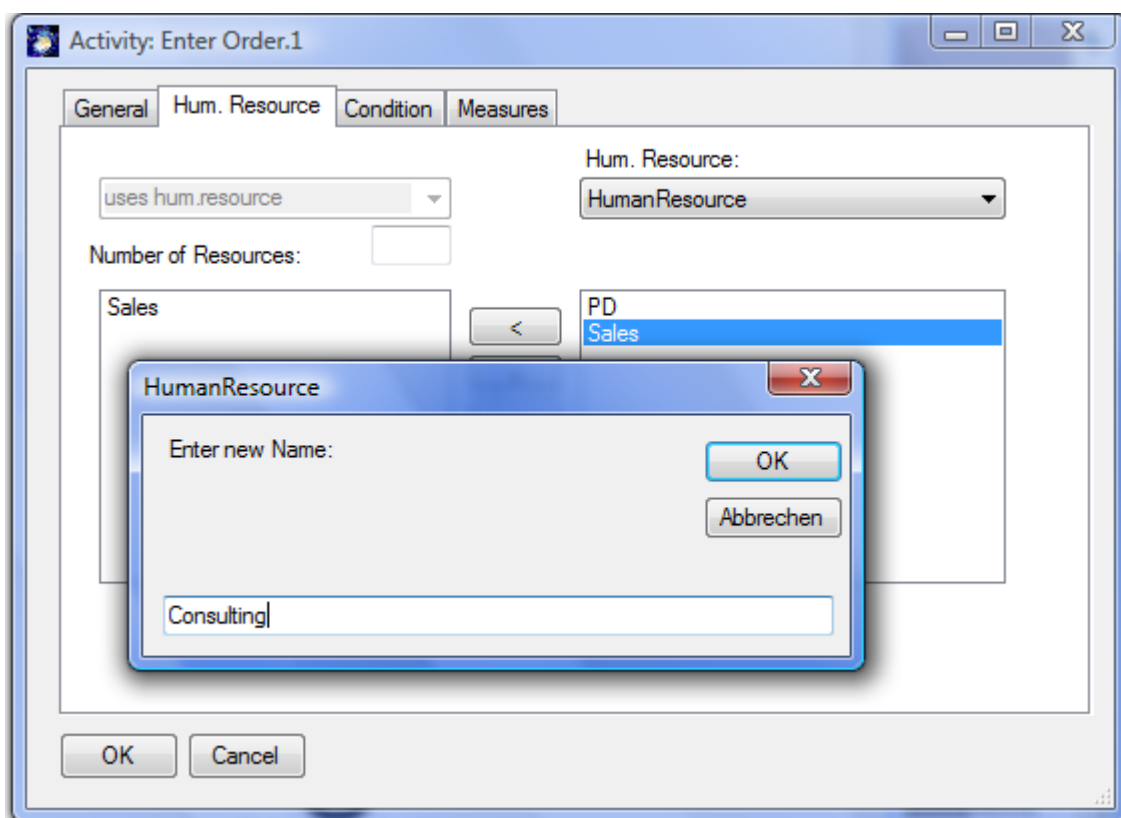 Activity: Enter Order.1
General Hum. Resource Condition Measures
Hum. Resource:
uses hum.resource HumanResource
Number of Resources:
Sales PD
< Sales
HumanResource
Enter new Name:
OK
Abbrechen
Consulting
OK Cancel